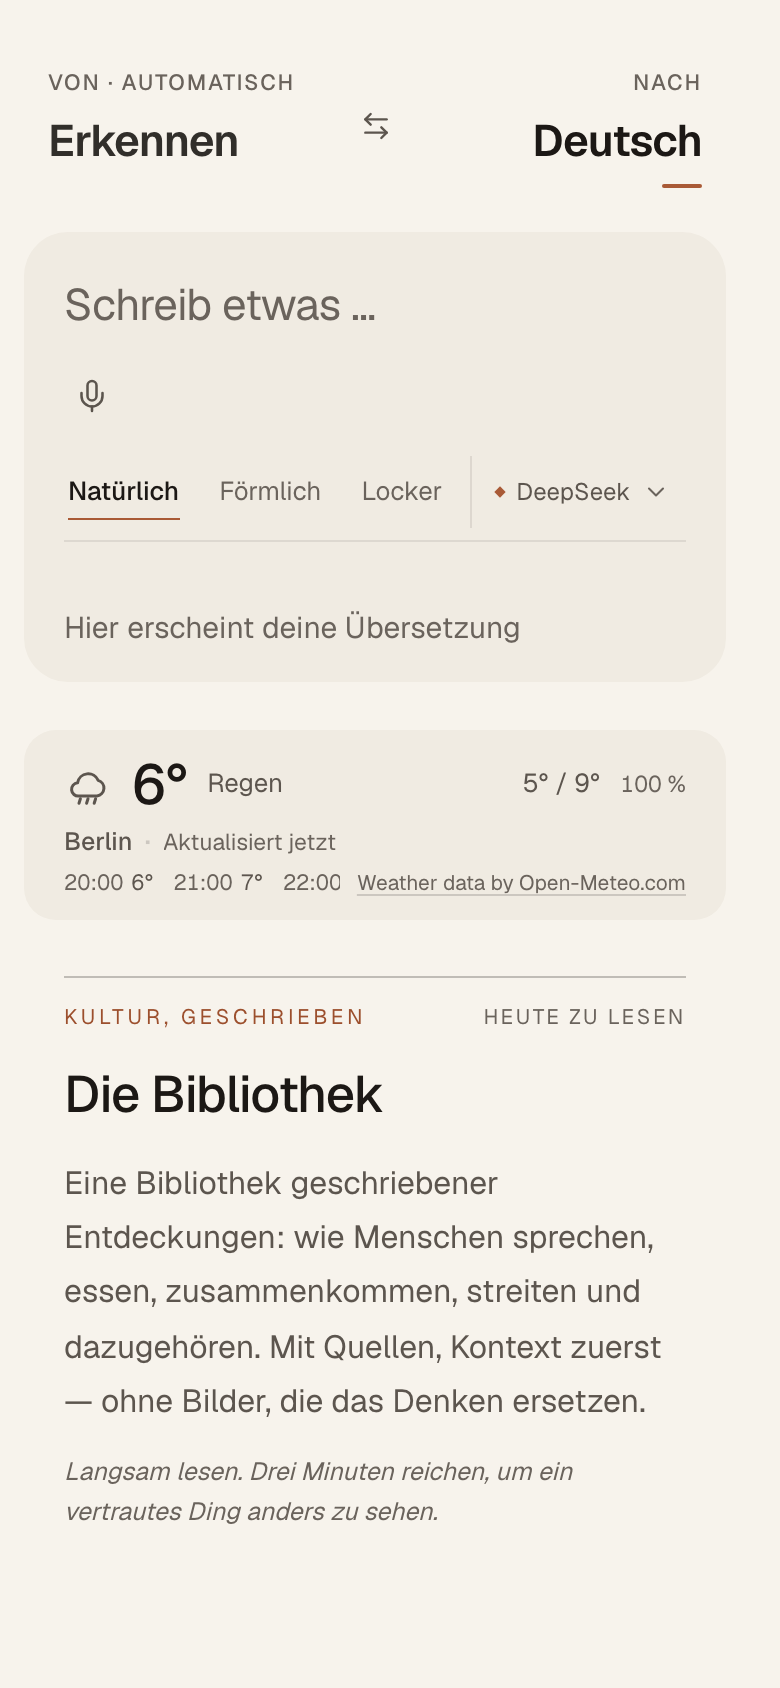 VON · AUTOMATISCH
NACH
Erkennen
Deutsch
Schreib etwas ...
Natürlich
Förmlich
Locker
DeepSeek
Hier erscheint deine Übersetzung
6° Regen
5° / 9° 100 %
Berlin · Aktualisiert jetzt
20:00 6° 21:00 7° 22:00
Weather data by Open-Meteo.com
KULTUR, GESCHRIEBEN
HEUTE ZU LESEN
Die Bibliothek
Eine Bibliothek geschriebener
Entdeckungen: wie Menschen sprechen,
essen, zusammenkommen, streiten und
dazugehören. Mit Quellen, Kontext zuerst
— ohne Bilder, die das Denken ersetzen.
Langsam lesen. Drei Minuten reichen, um ein
vertrautes Ding anders zu sehen.